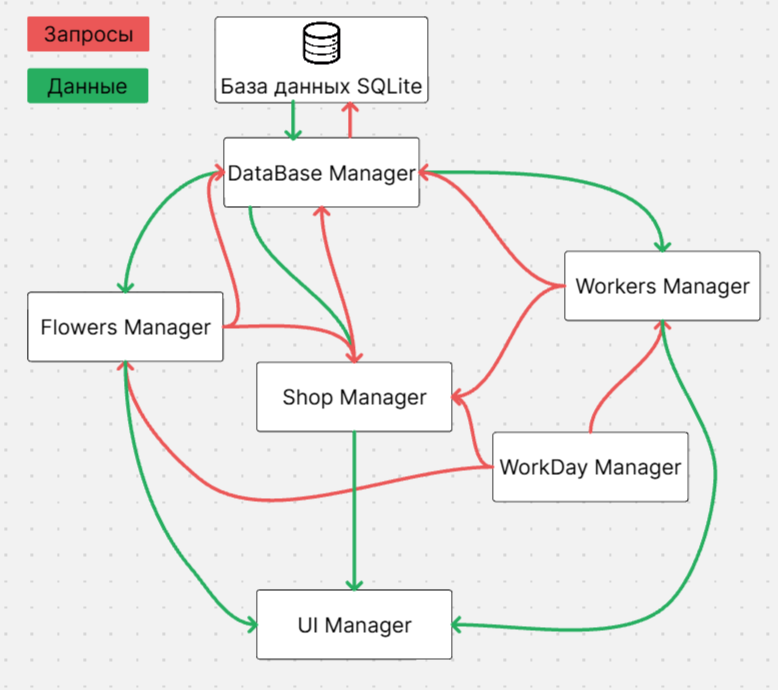 Запросы
Данные
База данных SQLite
DataBase Manager
Workers Manager
Flowers Manager
Shop Manager
WorkDay Manager
UI Manager